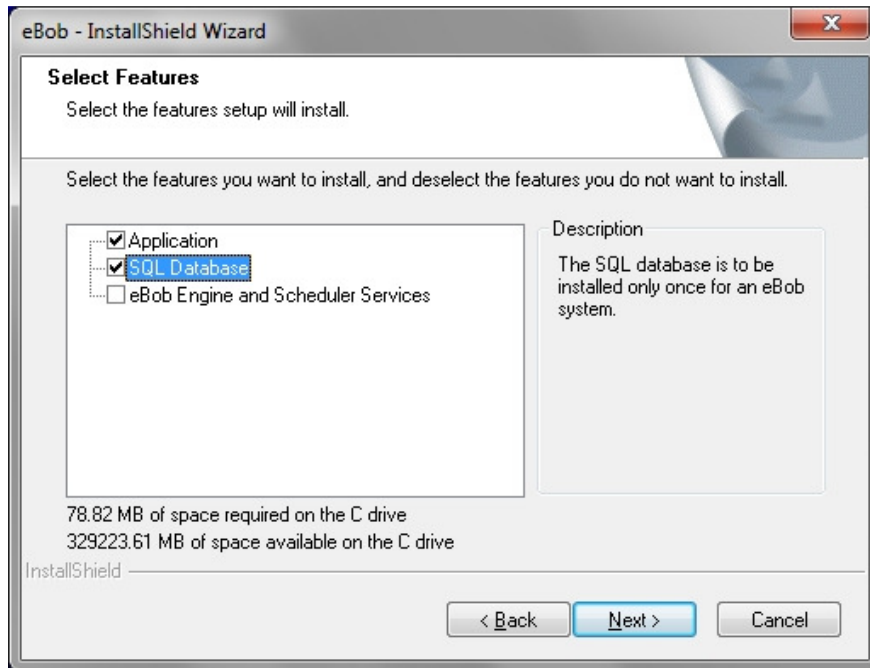 eBob - InstallShield Wizard
Select Features
Select the features setup will install.
Select the features you want to install, and deselect the features you do not want to install.
Application
SQL Database
eBob Engine and Scheduler Services
Description
The SQL database is to be
installed only once for an eBob
system.
78.82 MB of space required on the C drive
329223.61 MB of space available on the C drive
InstallShield
< Back
Next >
Cancel